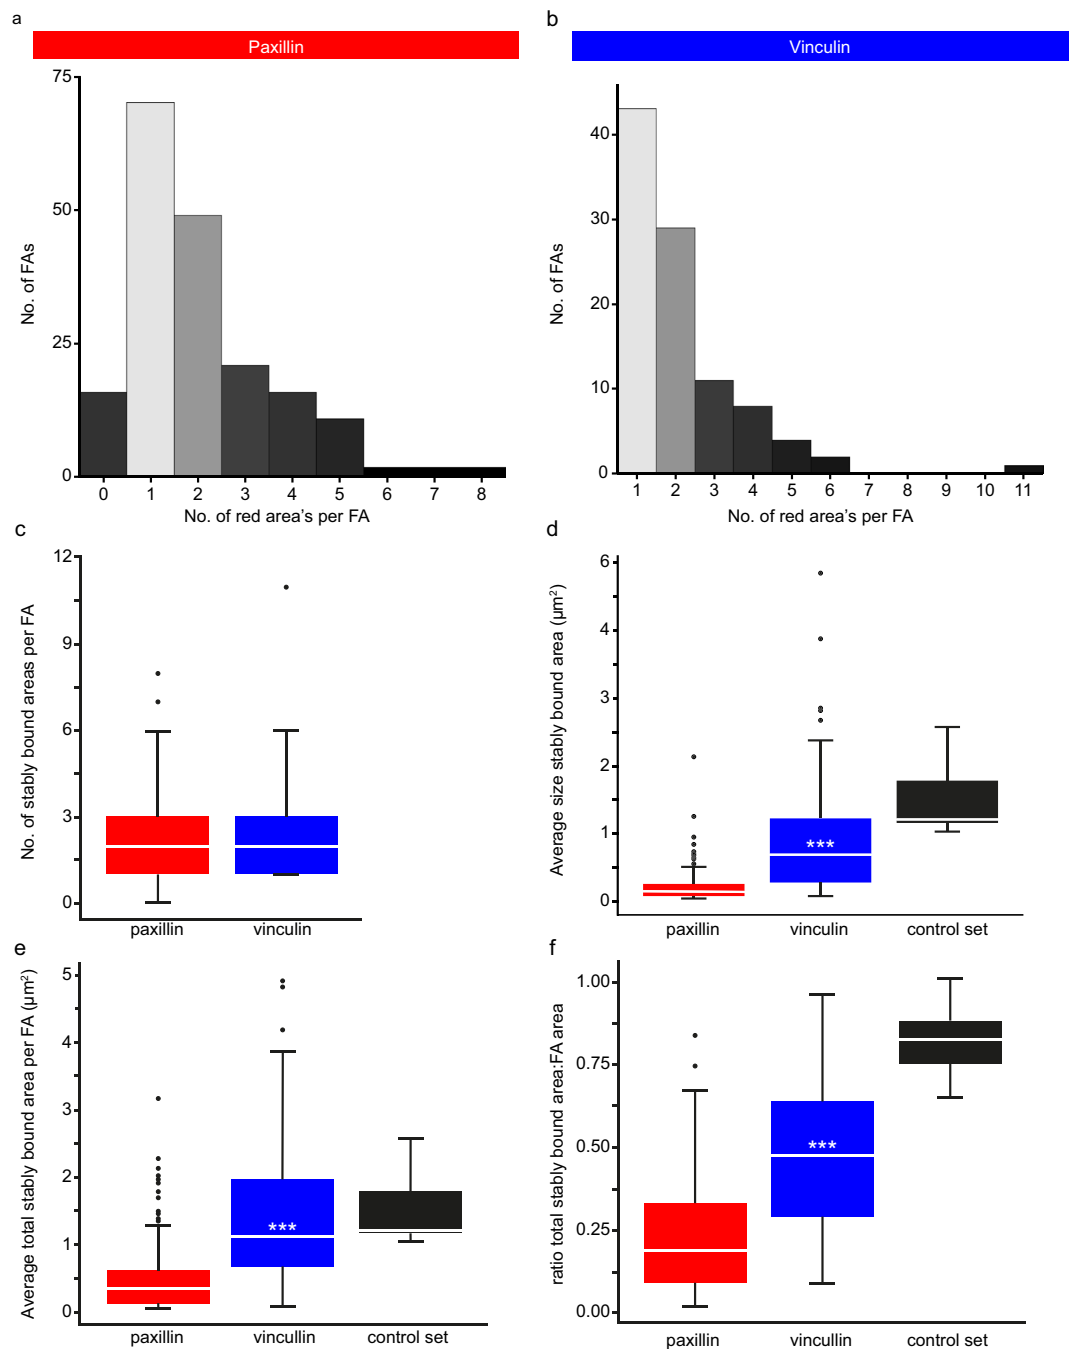 a
Paxillin
75
50
25
0
No. of FAs
0 1 2 3 4 5 6 7 8
No. of red area's per FA
b
Vinculin
40
30
20
10
0
No. of FAs
1 2 3 4 5 6 7 8 9 10 11
No. of red area's per FA
c
12
9
6
3
0
No. of stably bound areas per FA
paxillin vinculin
d
6
4
3
2
1
0
Average size stably bound area (µm²)
***
paxillin vinculin control set
e
5
4
3
2
1
0
Average total stably bound area per FA (µm²)
***
paxillin vincullin control set
f
1.00
0.75
0.50
0.25
0.00
ratio total stably bound area:FA area
***
paxillin vinculin control set